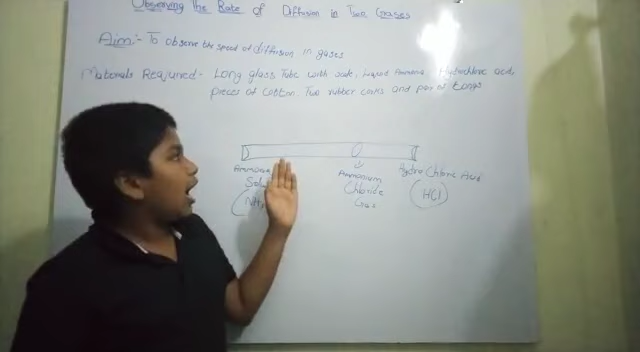 Observing The Rate of Diffusion in Two Gases
Aim:- To observe the speed of diffusion in gases
Materials Required:- Long glass Tube with scale, Liquid Ammonia, Hydrochloric acid,
pieces of cotton. Two rubber corks and pair of tongs
Ammonia
Ammonium
Chloride
Gas
Hydro Chloric Acid
HCl